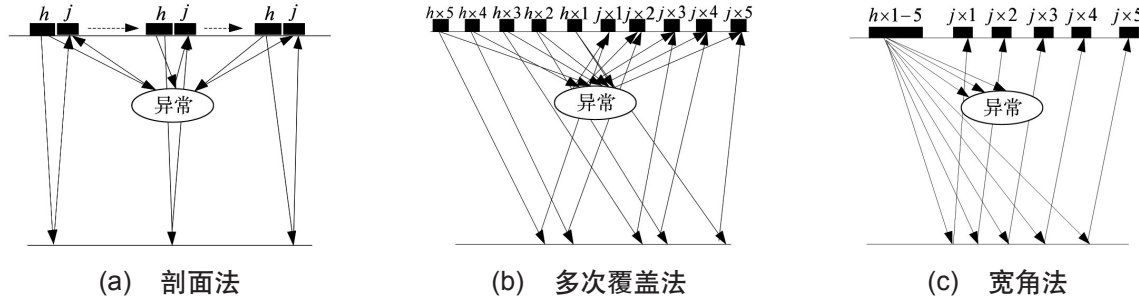 h j h j h j
异常
(a) 剖面法
h×5 h×4 h×3 h×2 h×1 j×1 j×2 j×3 j×4 j×5
异常
(b) 多次覆盖法
h×1−5 j×1 j×2 j×3 j×4 j×5
异常
(c) 宽角法